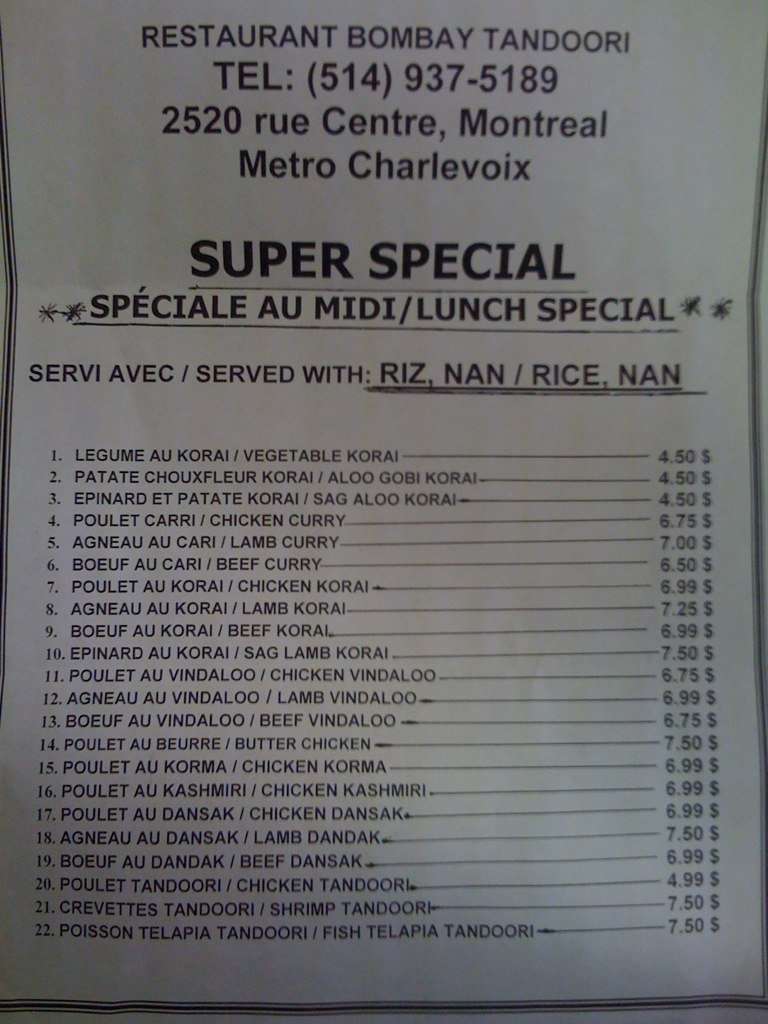 RESTAURANT BOMBAY TANDOORI
TEL: (514) 937-5189
2520 rue Centre, Montreal
Metro Charlevoix
SUPER SPECIAL
**SPÉCIALE AU MIDI/LUNCH SPECIAL**
SERVI AVEC / SERVED WITH: RIZ, NAN / RICE, NAN
1. LEGUME AU KORAI / VEGETABLE KORAI 4.50 $
2. PATATE CHOUXFLEUR KORAI / ALOO GOBI KORAI 4.50 $
3. EPINARD ET PATATE KORAI / SAG ALOO KORAI 4.50 $
4. POULET CARRI / CHICKEN CURRY 6.75 $
5. AGNEAU AU CARI / LAMB CURRY 7.00 $
6. BOEUF AU CARI / BEEF CURRY 6.50 $
7. POULET AU KORAI / CHICKEN KORAI 6.99 $
8. AGNEAU AU KORAI / LAMB KORAI 7.25 $
9. BOEUF AU KORAI / BEEF KORAI 6.99 $
10. EPINARD AU KORAI / SAG LAMB KORAI 7.50 $
11. POULET AU VINDALOO / CHICKEN VINDALOO 6.75 $
12. AGNEAU AU VINDALOO / LAMB VINDALOO 6.99 $
13. BOEUF AU VINDALOO / BEEF VINDALOO 6.75 $
14. POULET AU BEURRE / BUTTER CHICKEN 7.50 $
15. POULET AU KORMA / CHICKEN KORMA 6.99 $
16. POULET AU KASHMIRI / CHICKEN KASHMIRI 6.99 $
17. POULET AU DANSAK / CHICKEN DANSAK 6.99 $
18. AGNEAU AU DANSAK / LAMB DANDAK 7.50 $
19. BOEUF AU DANDAK / BEEF DANSAK 6.99 $
20. POULET TANDOORI / CHICKEN TANDOORI 4.99 $
21. CREVETTES TANDOORI / SHRIMP TANDOORI 7.50 $
22. POISSON TELAPIA TANDOORI / FISH TELAPIA TANDOORI 7.50 $